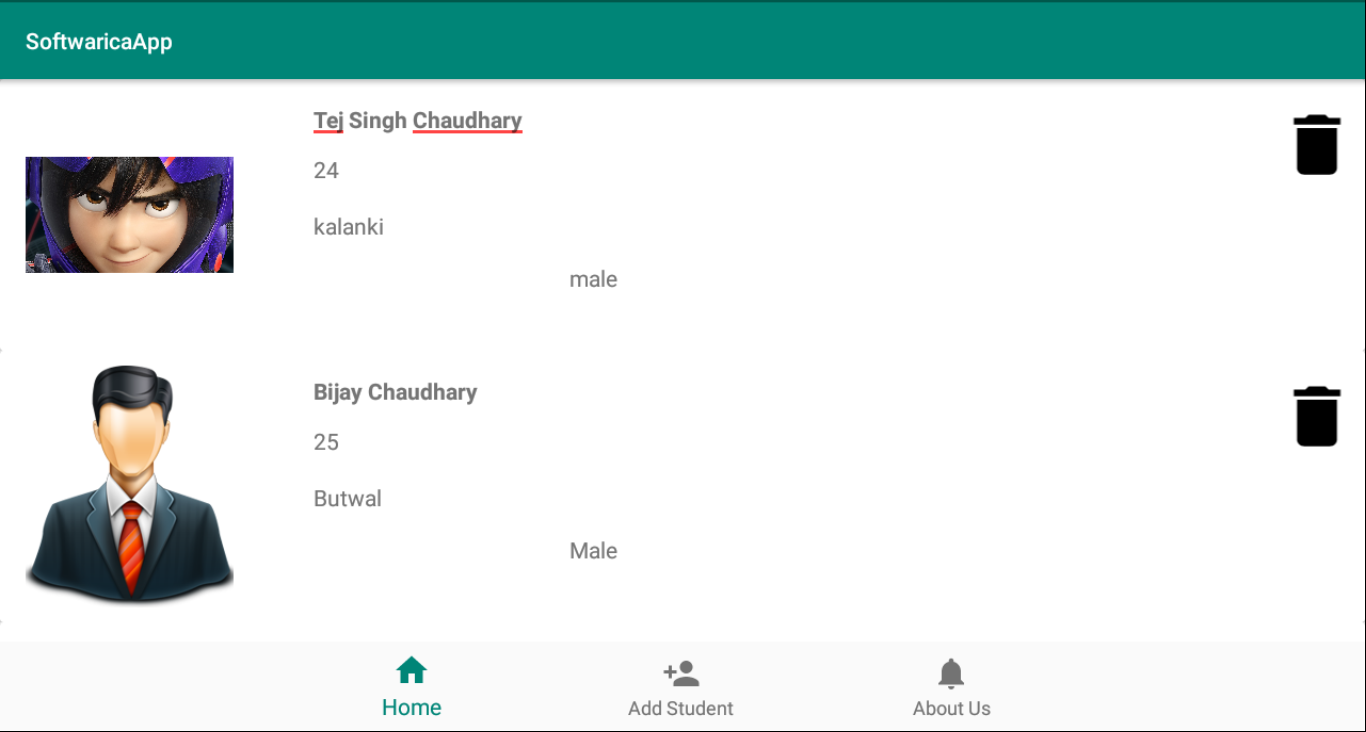 SoftwaricaApp
Tej Singh Chaudhary
24
kalanki
male
Bijay Chaudhary
25
Butwal
Male
Home
Add Student
About Us